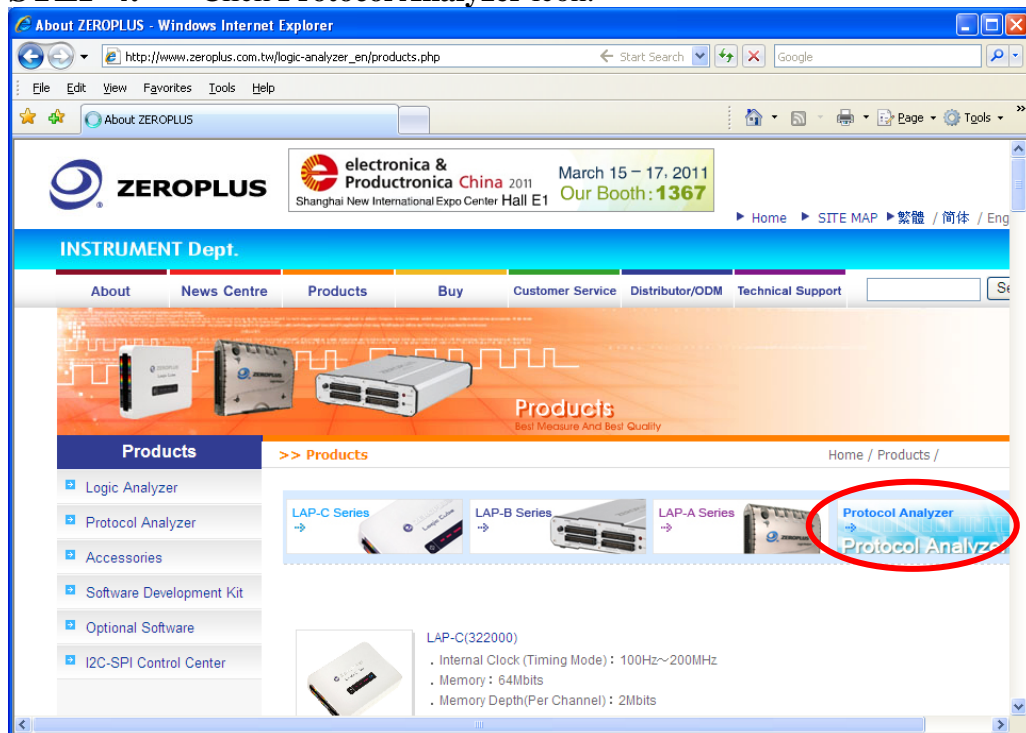 About ZEROPLUS - Windows Internet Explorer
http://www.zeroplus.com.tw/logic-analyzer_en/products.php
Start Search
Google
File Edit View Favorites Tools Help
About ZEROPLUS
Page
Tools
»
ZEROPLUS
electronica &
Productronica China 2011
Shanghai New International Expo Center Hall E1
March 15 – 17, 2011
Our Booth: 1367
Home SITE MAP 繁體 / 简体 / Eng
INSTRUMENT Dept.
About News Centre Products Buy Customer Service Distributor/ODM Technical Support
Products
Best Measure And Best Quality
Products
Logic Analyzer
Protocol Analyzer
Accessories
Software Development Kit
Optional Software
I2C-SPI Control Center
>> Products
Home / Products /
LAP-C Series
LAP-B Series
LAP-A Series
Protocol Analyzer
Protocol Analyzer
LAP-C(322000)
. Internal Clock (Timing Mode)：100Hz～200MHz
. Memory：64Mbits
. Memory Depth(Per Channel)：2Mbits